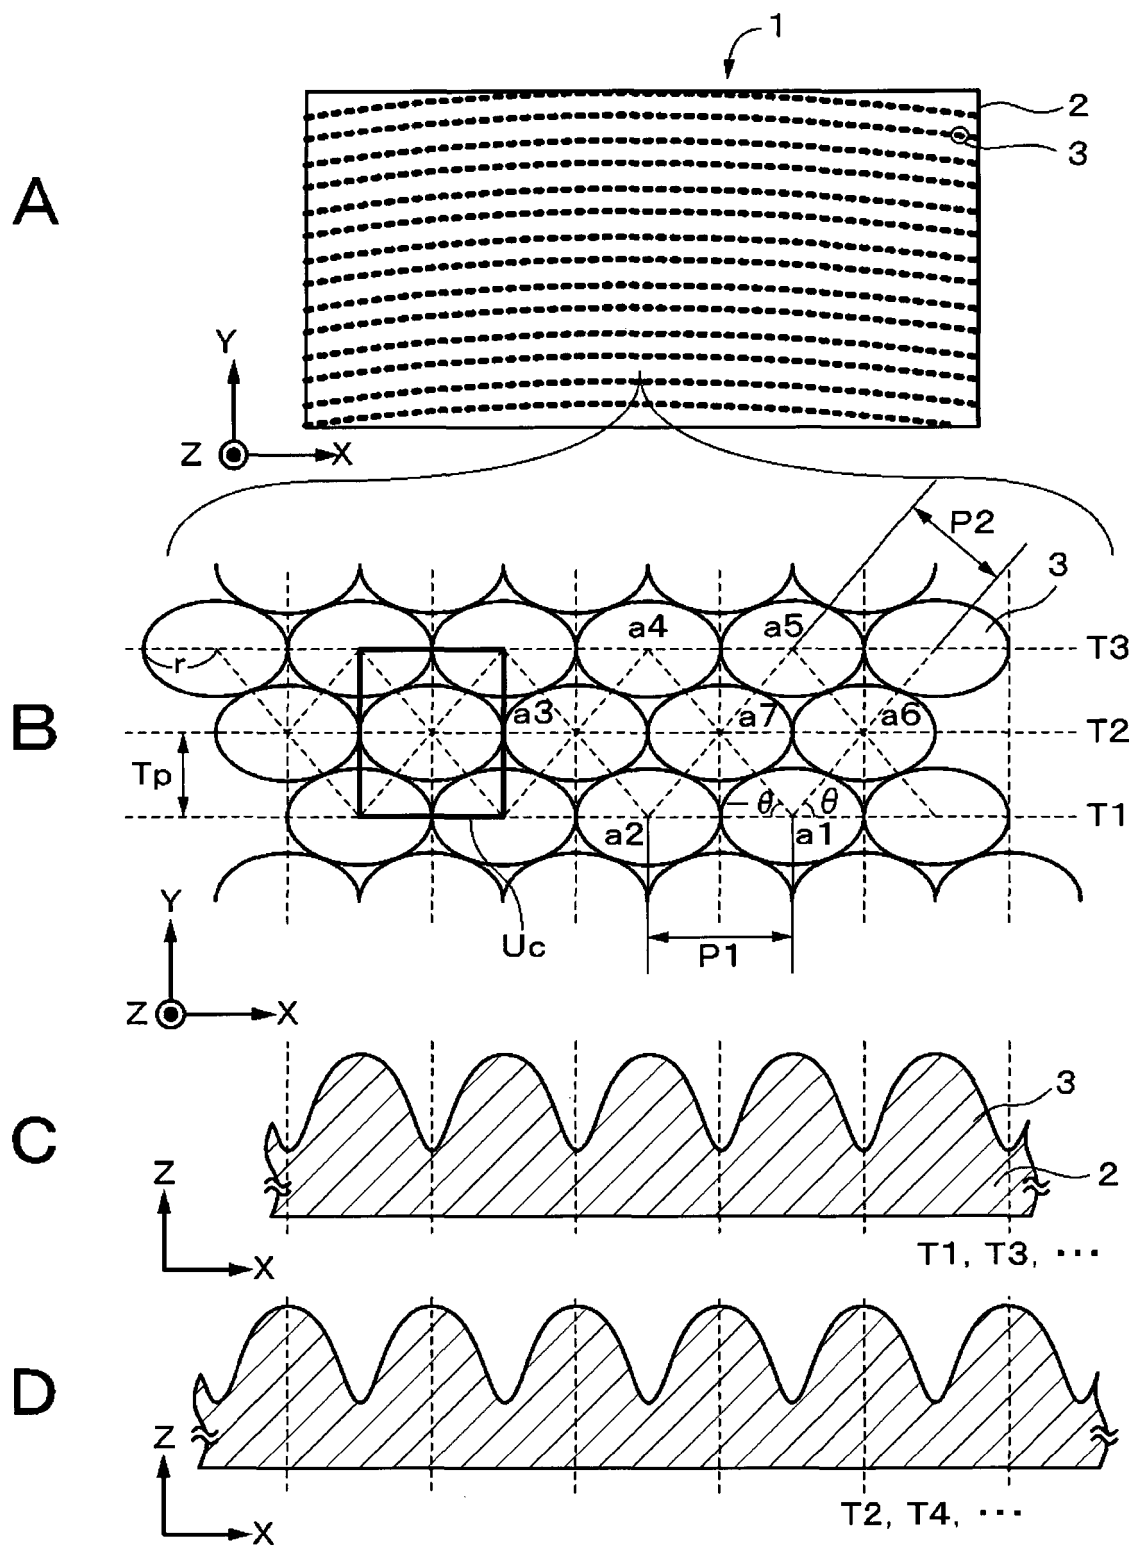 1
2
3
A
Y
Z X
P2
3
a4 a5
T3
r
B
a3 a7 a6
T2
Tp
−θ θ
T1
a2 a1
Uc
P1
Y
Z X
C
3
Z
2
X
T1, T3, ···
D
Z
X
T2, T4, ···